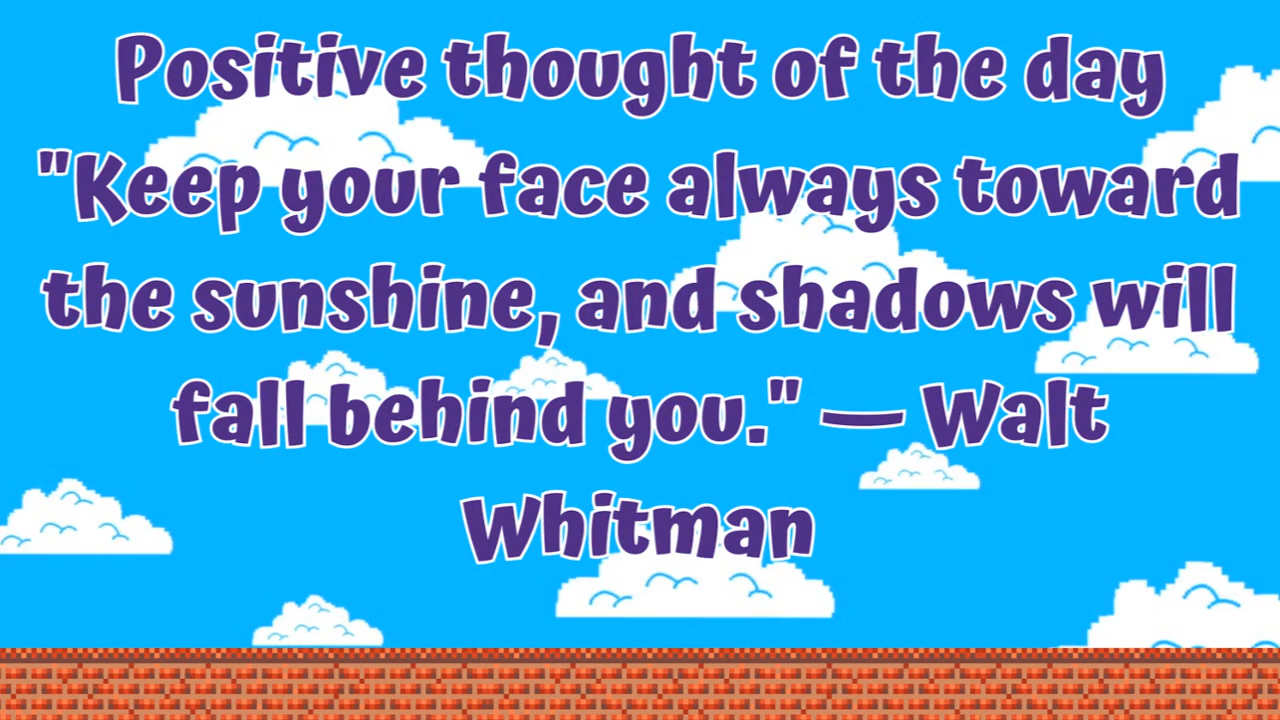 Positive thought of the day
"Keep your face always toward
the sunshine, and shadows will
fall behind you." — Walt
Whitman